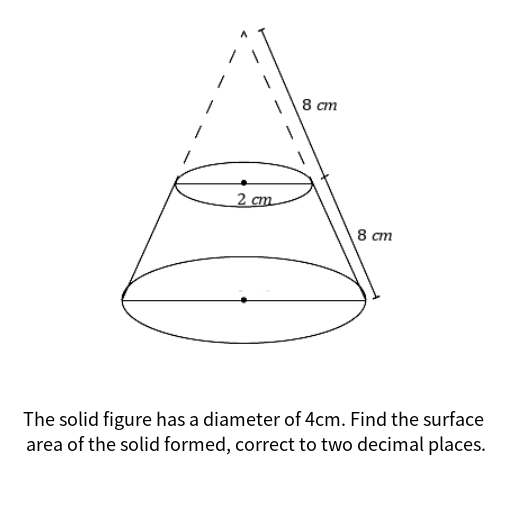 8 cm
2 cm
8 cm
The solid figure has a diameter of 4cm. Find the surface
area of the solid formed, correct to two decimal places.